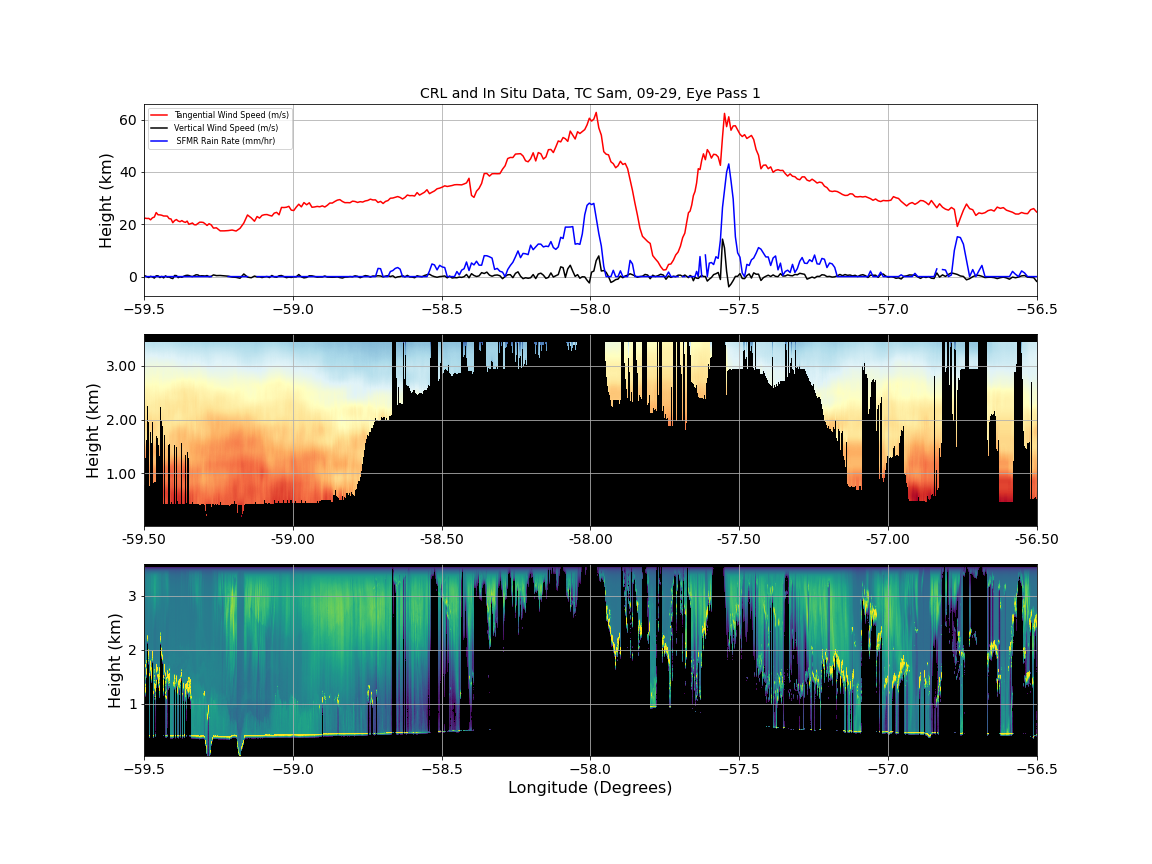 CRL and In Situ Data, TC Sam, 09-29, Eye Pass 1
Height (km)
60
40
20
0
Tangential Wind Speed (m/s)
Vertical Wind Speed (m/s)
SFMR Rain Rate (mm/hr)
−59.5 −59.0 −58.5 −58.0 −57.5 −57.0 −56.5
Height (km)
3.00
2.00
1.00
-59.50 -59.00 -58.50 -58.00 -57.50 -57.00 -56.50
Height (km)
3
2
1
−59.5 −59.0 −58.5 −58.0 −57.5 −57.0 −56.5
Longitude (Degrees)